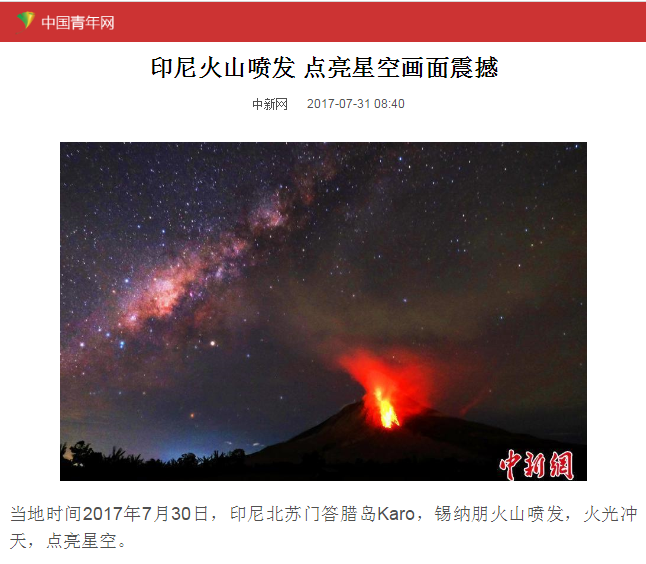 中国青年网
印尼火山喷发 点亮星空画面震撼
中新网 2017-07-31 08:40
中新網
当地时间2017年7月30日，印尼北苏门答腊岛Karo，锡纳朋火山喷发，火光冲
天，点亮星空。